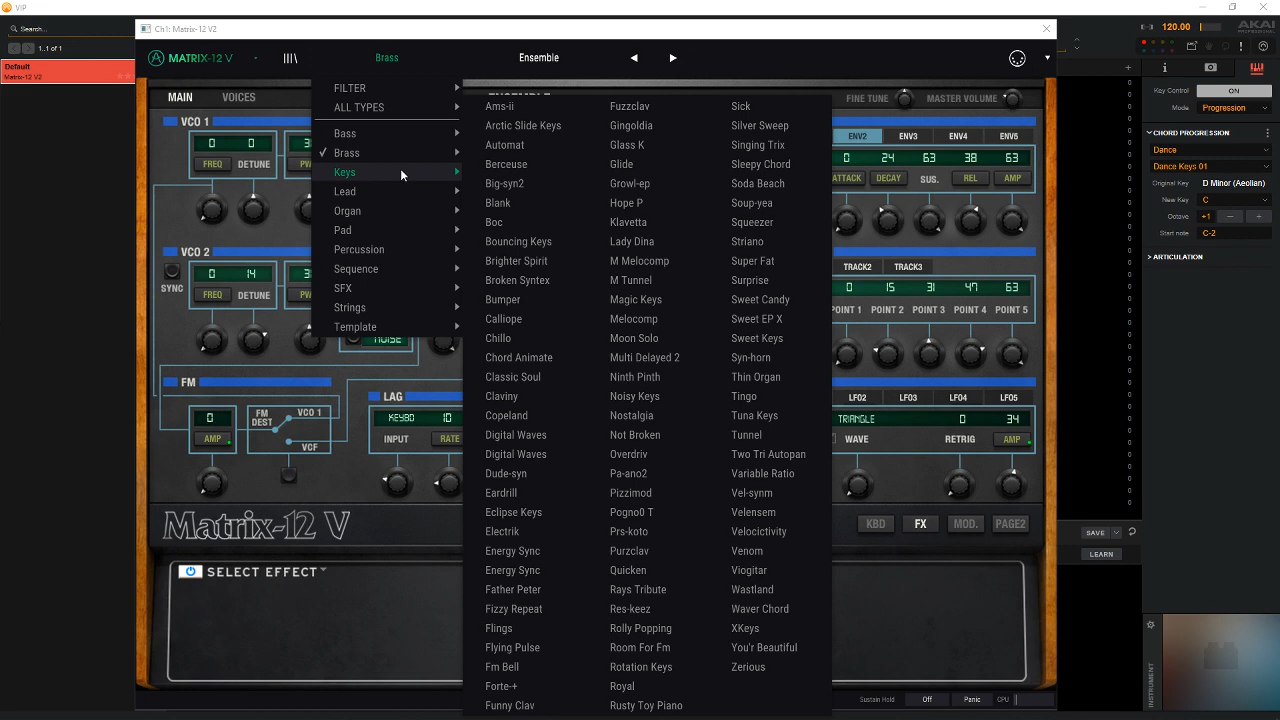 VIP
Search...
1..1 of 1
Default
Matrix-12 V2
Ch1: Matrix-12 V2
MATRIX-12 V
Brass
Ensemble
120.00
AKAI
PROFESSIONAL
MAIN
VOICES
FINE TUNE
MASTER VOLUME
Key Control
ON
Mode
Progression
FILTER
ALL TYPES
Bass
✓ Brass
Keys
Lead
Organ
Pad
Percussion
Sequence
SFX
Strings
Template
Ams-ii
Arctic Slide Keys
Automat
Berceuse
Big-syn2
Blank
Boc
Bouncing Keys
Brighter Spirit
Broken Syntex
Bumper
Calliope
Chillo
Chord Animate
Classic Soul
Claviny
Copeland
Digital Waves
Digital Waves
Dude-syn
Eardrill
Eclipse Keys
Electrik
Energy Sync
Energy Sync
Father Peter
Fizzy Repeat
Flings
Flying Pulse
Fm Bell
Forte-+
Funny Clav
Fuzzclav
Gingoldia
Glass K
Glide
Growl-ep
Hope P
Klavetta
Lady Dina
M Melocomp
M Tunnel
Magic Keys
Melocomp
Moon Solo
Multi Delayed 2
Ninth Pinth
Noisy Keys
Nostalgia
Not Broken
Overdriv
Pa-ano2
Pizzimod
Pogno0 T
Prs-koto
Purzclav
Quicken
Rays Tribute
Res-keez
Rolly Popping
Room For Fm
Rotation Keys
Royal
Rusty Toy Piano
Sick
Silver Sweep
Singing Trix
Sleepy Chord
Soda Beach
Soup-yea
Squeezer
Striano
Super Fat
Surprise
Sweet Candy
Sweet EP X
Sweet Keys
Syn-horn
Thin Organ
Tingo
Tuna Keys
Tunnel
Two Tri Autopan
Variable Ratio
Vel-synm
Velensem
Velocictivity
Venom
Viogitar
Wastland
Waver Chord
XKeys
You'r Beautiful
Zerious
VCO 1
0 0
FREQ DETUNE
VCO 2
0 14
SYNC
FREQ DETUNE
NOISE
FM
0
AMP
FM DEST
VCO 1
VCF
LAG
KEYBD 10
INPUT RATE
ENV2 ENV3 ENV4 ENV5
0 24 63 38 63
ATTACK DECAY SUS. REL AMP
TRACK2 TRACK3
0 15 31 47 63
POINT 1 POINT 2 POINT 3 POINT 4 POINT 5
LFO2 LFO3 LFO4 LFO5
TRIANGLE 0 34
WAVE RETRIG AMP
Matrix-12 V
KBD FX MOD. PAGE2
SELECT EFFECT
Sustain Hold Off Panic CPU
CHORD PROGRESSION
Dance
Dance Keys 01
Original Key D Minor (Aeolian)
New Key C
Octave +1 — +
Start note C-2
ARTICULATION
SAVE
LEARN
INSTRUMENT